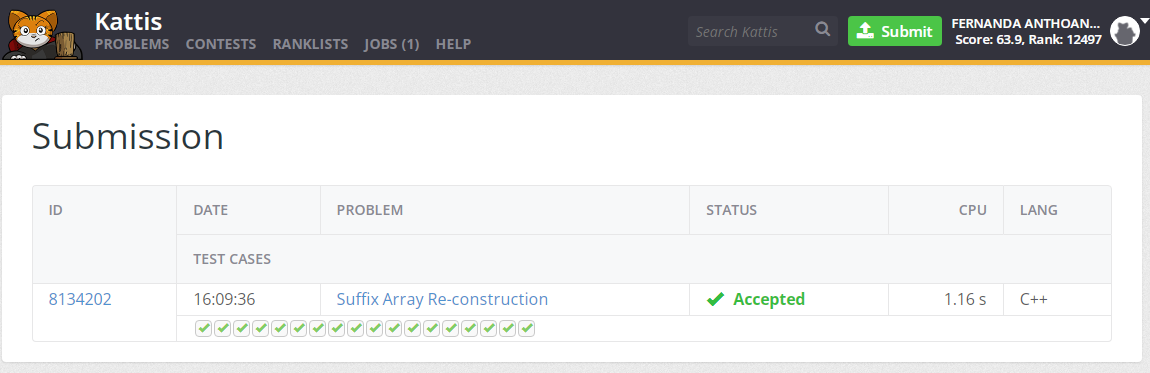 Kattis
PROBLEMS CONTESTS RANKLISTS JOBS (1) HELP
Search Kattis
Submit
FERNANDA ANTHOAN...
Score: 63.9, Rank: 12497
Submission
ID DATE PROBLEM STATUS CPU LANG
TEST CASES
8134202 16:09:36 Suffix Array Re-construction Accepted 1.16 s C++